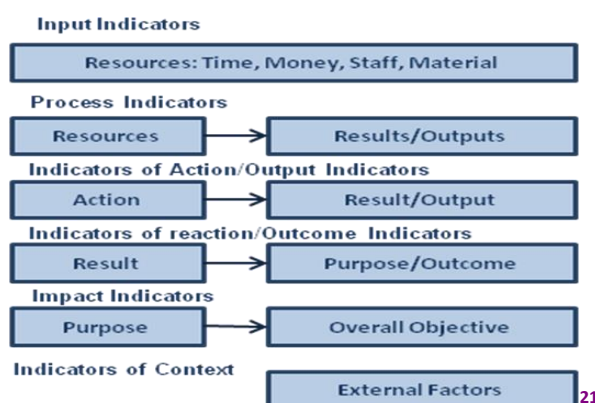 Input Indicators
Resources: Time, Money, Staff, Material
Process Indicators
Resources Results/Outputs
Indicators of Action/Output Indicators
Action Result/Output
Indicators of reaction/Outcome Indicators
Result Purpose/Outcome
Impact Indicators
Purpose Overall Objective
Indicators of Context
External Factors
21